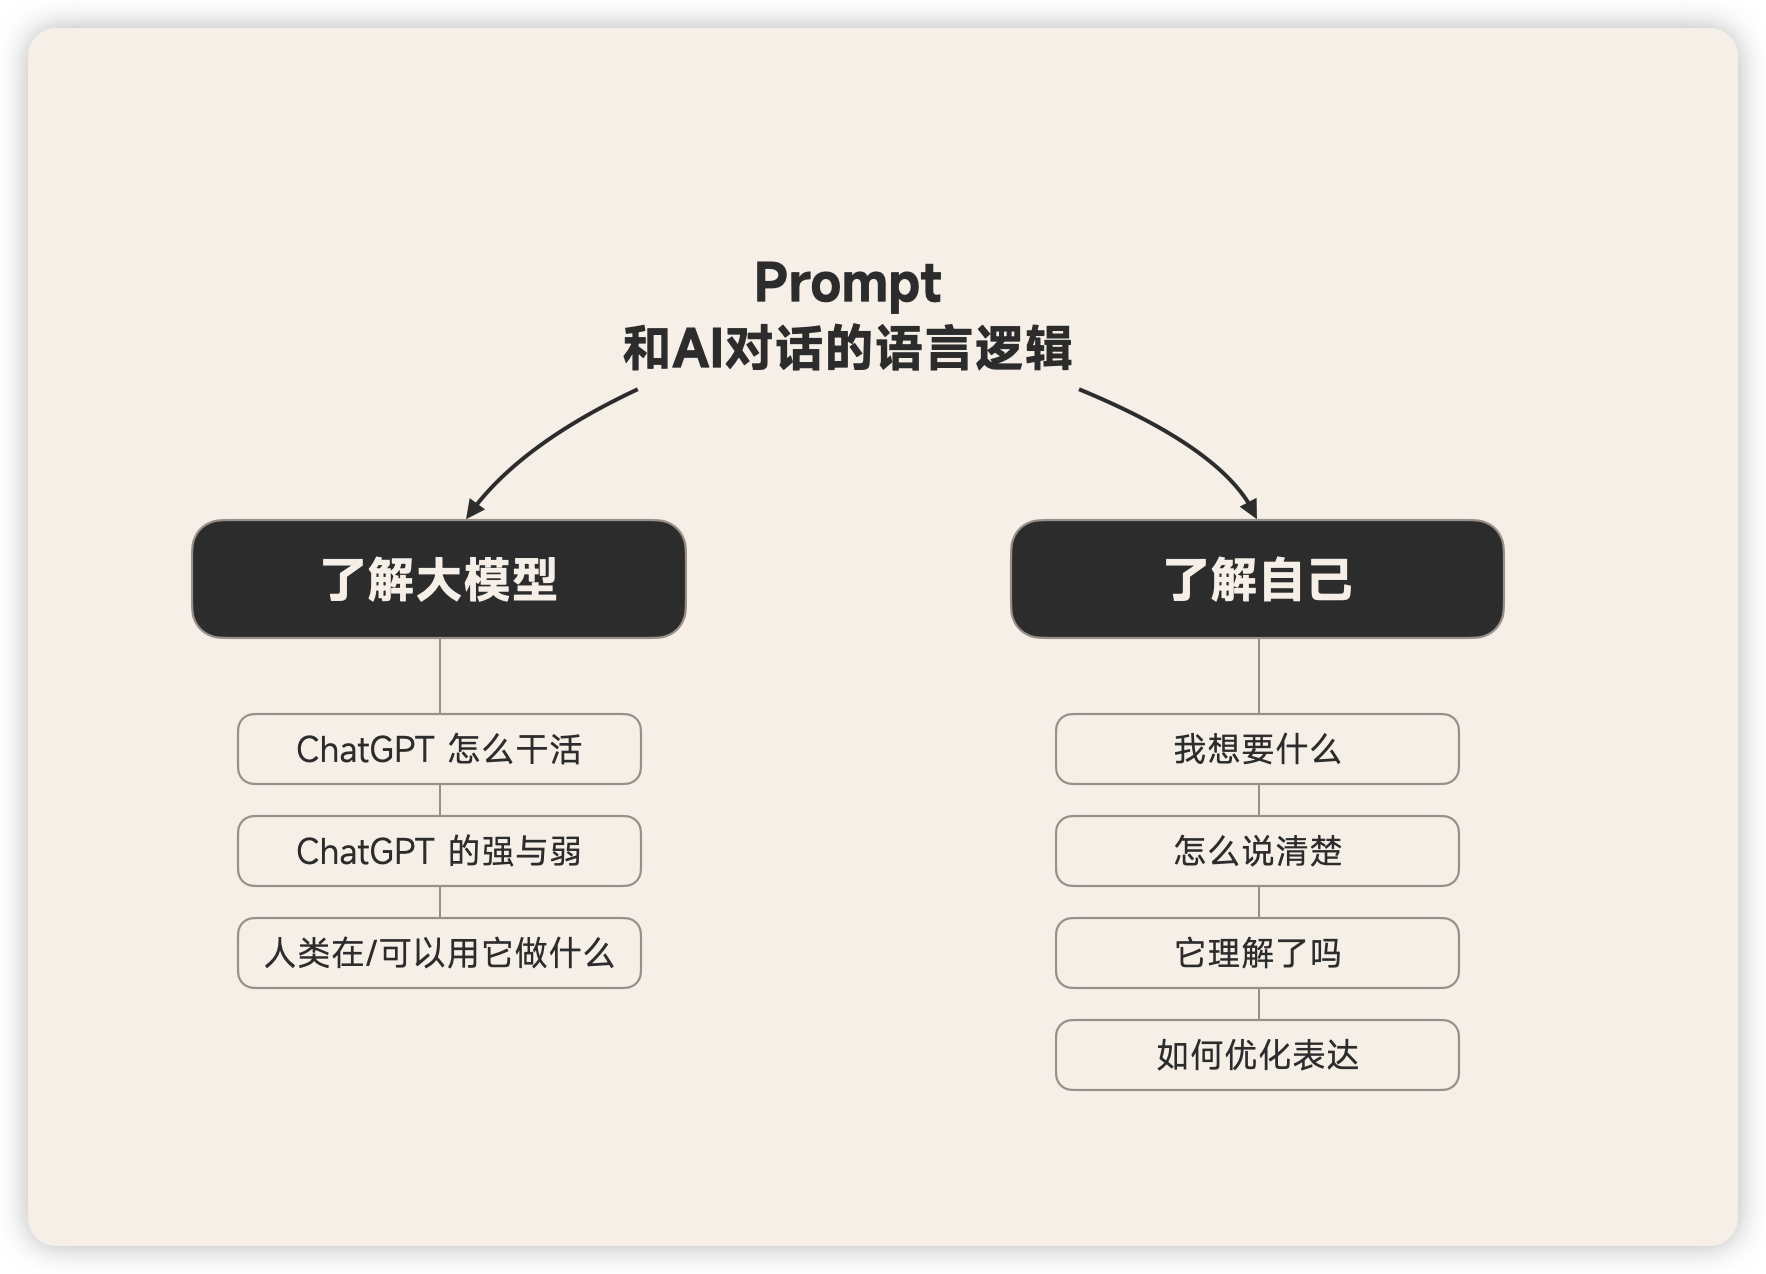 Prompt
和AI对话的语言逻辑
了解大模型
ChatGPT 怎么干活
ChatGPT 的强与弱
人类在/可以用它做什么
了解自己
我想要什么
怎么说清楚
它理解了吗
如何优化表达